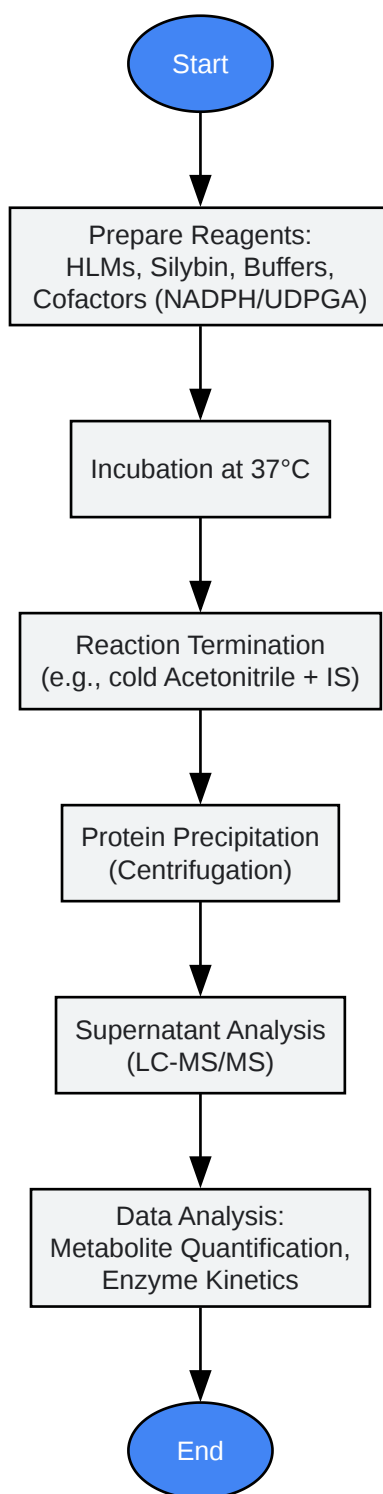 Start
Prepare Reagents:
HLMs, Silybin, Buffers,
Cofactors (NADPH/UDPGA)
Incubation at 37°C
Reaction Termination
(e.g., cold Acetonitrile + IS)
Protein Precipitation
(Centrifugation)
Supernatant Analysis
(LC-MS/MS)
Data Analysis:
Metabolite Quantification,
Enzyme Kinetics
End